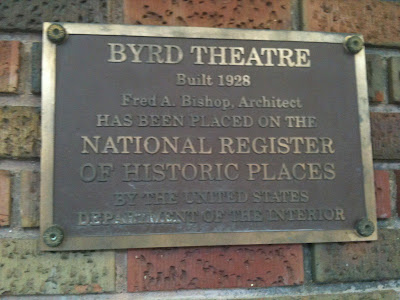 BYRD THEATRE
Built 1928
Fred A. Bishop, Architect
HAS BEEN PLACED ON THE
NATIONAL REGISTER
OF HISTORIC PLACES
BY THE UNITED STATES
DEPARTMENT OF THE INTERIOR